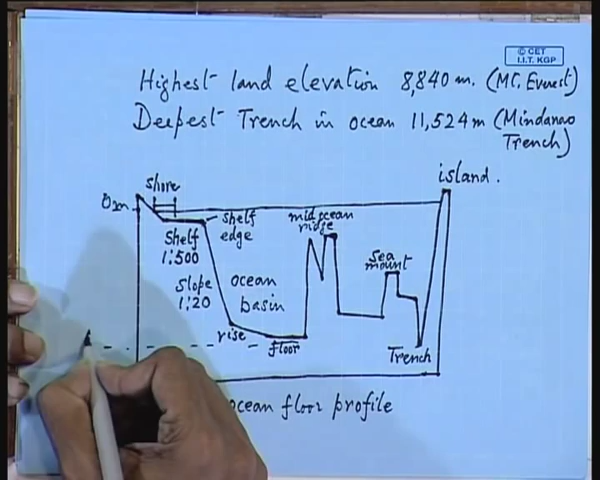 © CET
I.I.T. KGP
Highest land elevation 8,840 m. (MT. Everest)
Deepest Trench in ocean 11,524 m (Mindanao
Trench)
island.
shore
0m
shelf
edge
mid ocean
ridge
Shelf
1:500
sea
mount
Slope
1:20
ocean
basin
rise
floor
Trench
ocean floor profile